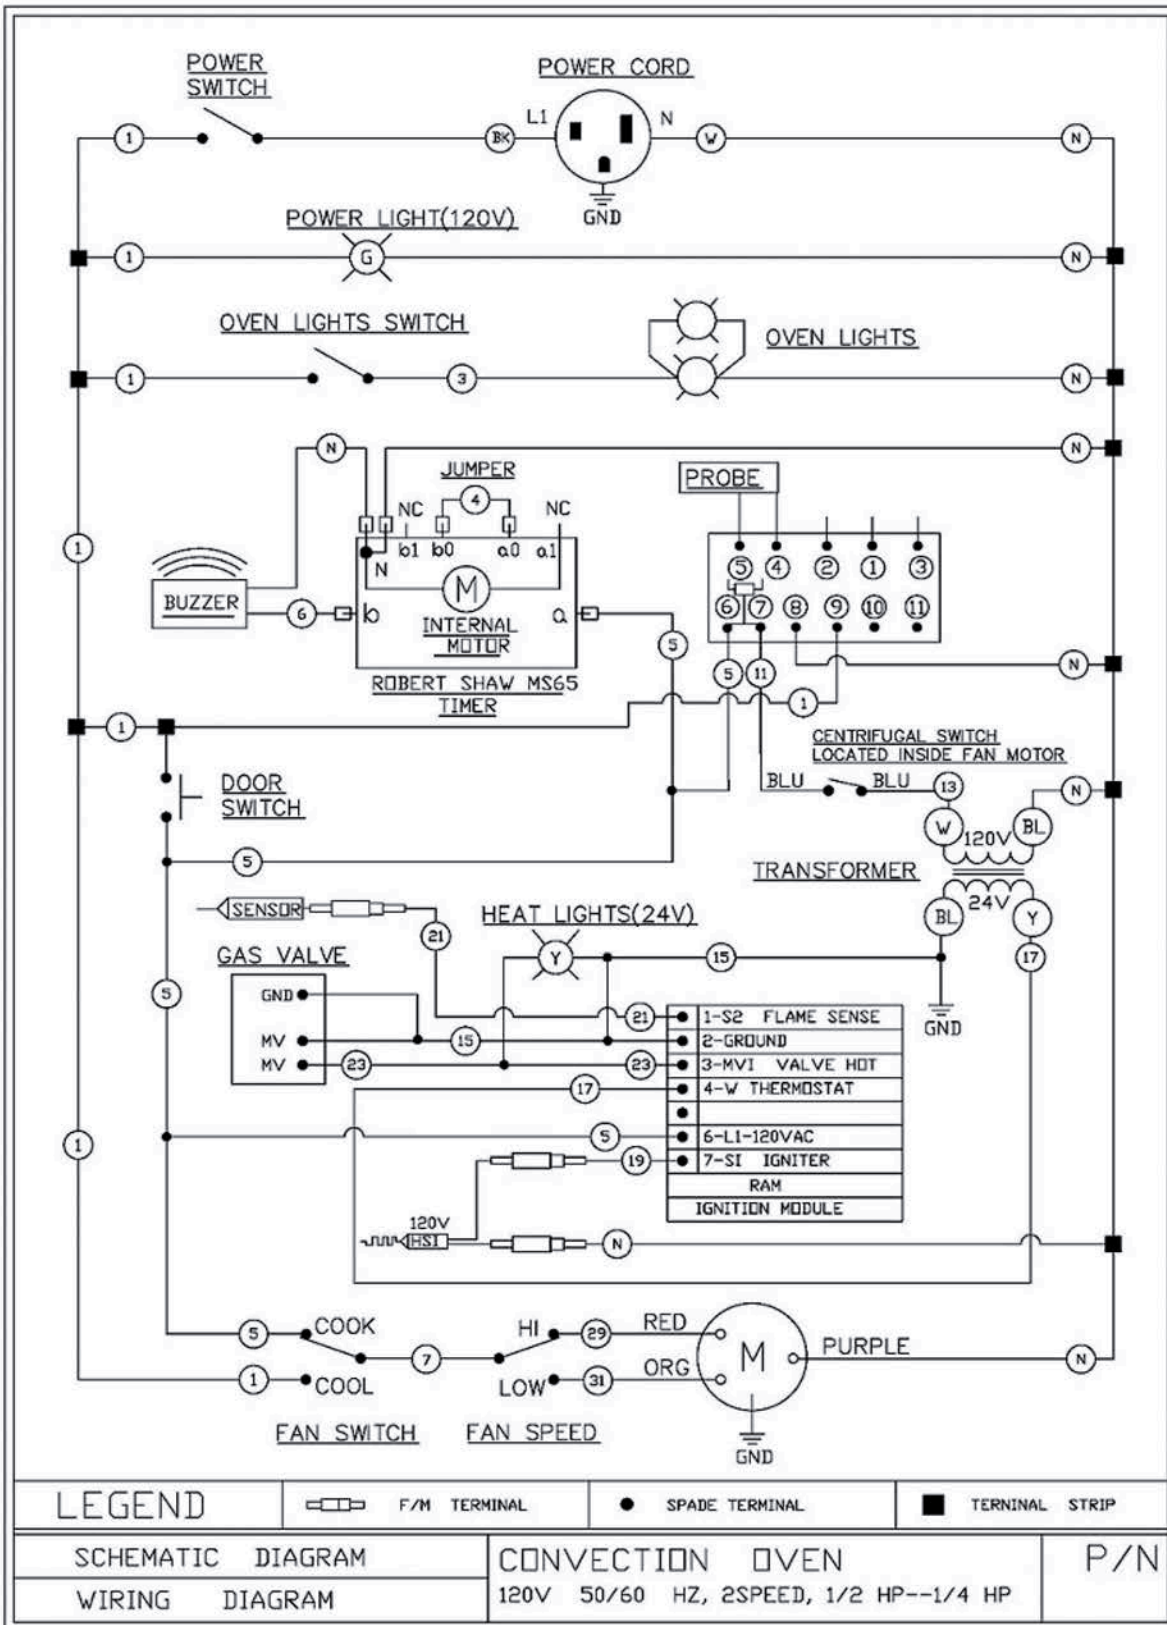 POWER SWITCH
POWER CORD
1
BK
L1
N
W
N
GND
POWER LIGHT(120V)
1
G
N
OVEN LIGHTS SWITCH
OVEN LIGHTS
1
3
N
N
N
JUMPER
4
NC
NC
b1
b0
a0
a1
N
M
INTERNAL MOTOR
b
a
BUZZER
6
ROBERT SHAW MS65 TIMER
1
PROBE
5
4
2
1
3
6
7
8
9
10
11
5
5
11
N
1
1
CENTRIFUGAL SWITCH
LOCATED INSIDE FAN MOTOR
BLU
BLU
13
N
W
BL
120V
TRANSFORMER
24V
BL
Y
17
GND
DOOR SWITCH
5
SENSOR
21
HEAT LIGHTS(24V)
Y
15
GAS VALVE
GND
MV
MV
5
15
23
21
23
17
5
19
1-S2 FLAME SENSE
2-GROUND
3-MVI VALVE HOT
4-W THERMOSTAT
6-L1-120VAC
7-SI IGNITER
RAM
IGNITION MODULE
1
120V
HSI
N
5
COOK
7
HI
29
RED
M
PURPLE
N
1
COOL
LOW
31
ORG
FAN SWITCH
FAN SPEED
GND
LEGEND
F/M TERMINAL
SPADE TERMINAL
TERNINAL STRIP
SCHEMATIC DIAGRAM
WIRING DIAGRAM
CONVECTION OVEN
120V 50/60 HZ, 2SPEED, 1/2 HP--1/4 HP
P/N